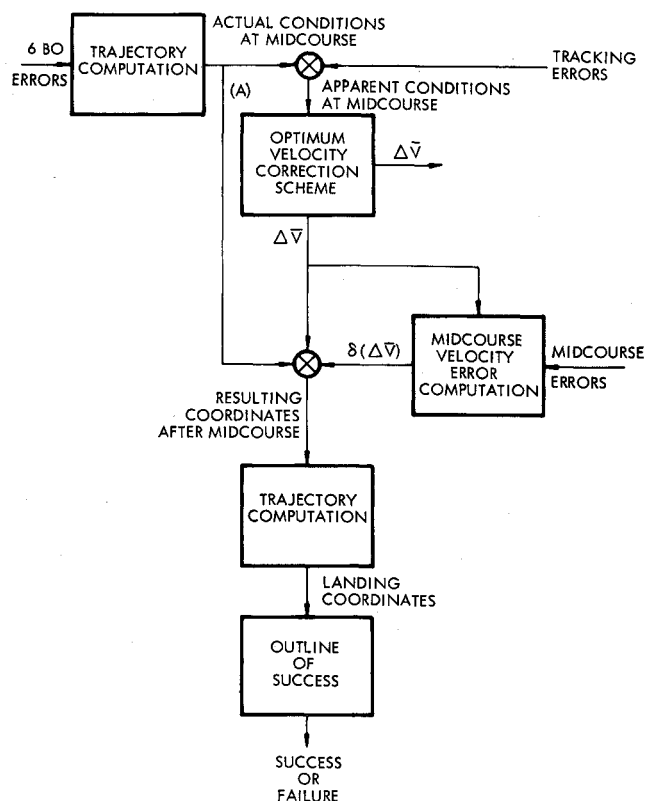 6 BO
ERRORS
TRAJECTORY
COMPUTATION
ACTUAL CONDITIONS
AT MIDCOURSE
TRACKING
ERRORS
(A)
APPARENT CONDITIONS
AT MIDCOURSE
OPTIMUM
VELOCITY
CORRECTION
SCHEME
ΔV̄
ΔV̄
MIDCOURSE
VELOCITY
ERROR
COMPUTATION
δ(ΔV̄)
MIDCOURSE
ERRORS
RESULTING
COORDINATES
AFTER MIDCOURSE
TRAJECTORY
COMPUTATION
LANDING
COORDINATES
OUTLINE
OF
SUCCESS
SUCCESS
OR
FAILURE